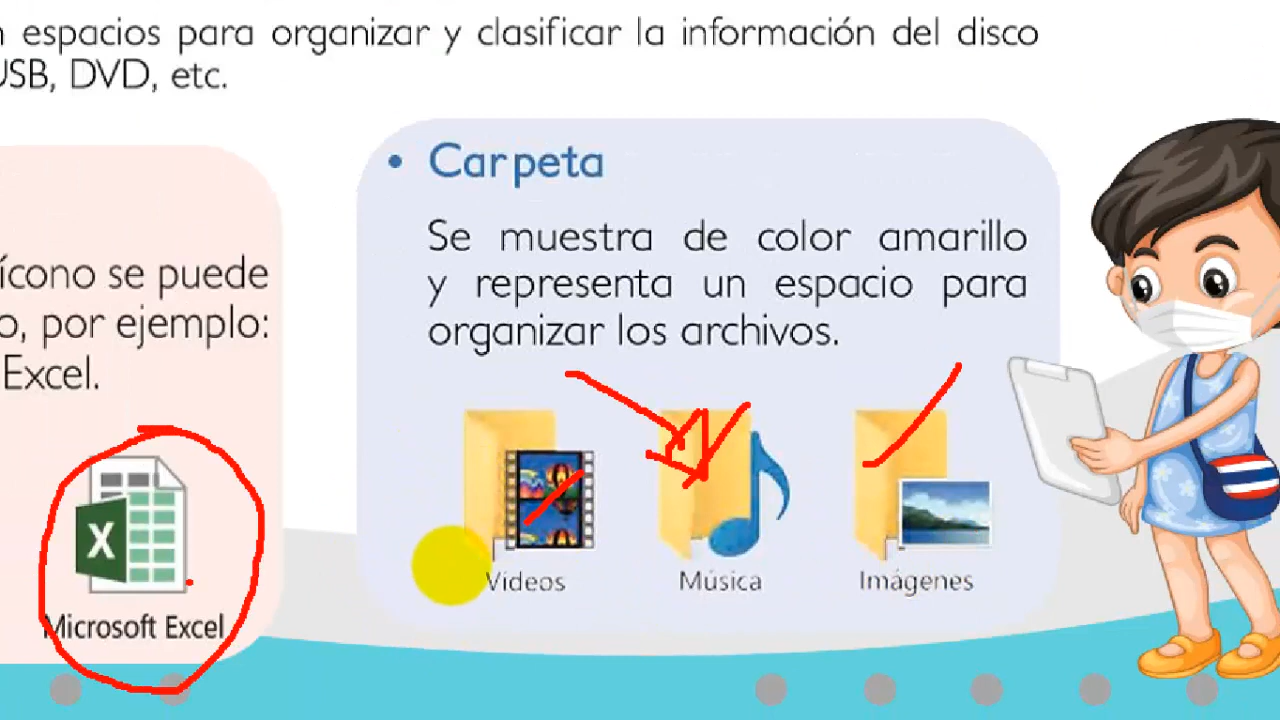 espacios para organizar y clasificar la información del disco
USB, DVD, etc.
ícono se puede
o, por ejemplo:
Excel.
X
Microsoft Excel
• Carpeta
Se muestra de color amarillo
y representa un espacio para
organizar los archivos.
Vídeos
Música
Imágenes